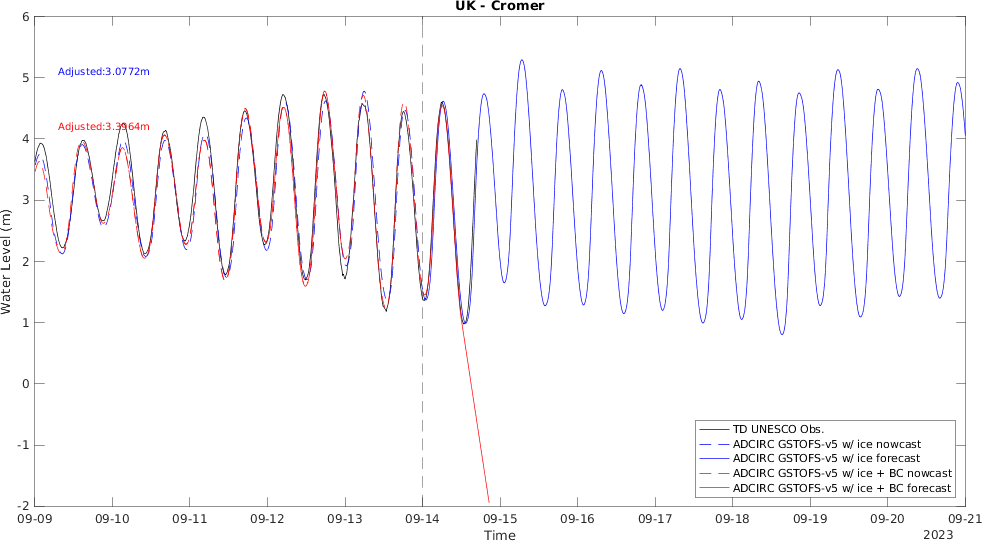 UK - Cromer
6
5
4
3
2
1
0
-1
-2
Water Level (m)
Adjusted:3.0772m
Adjusted:3.3964m
TD UNESCO Obs.
ADCIRC GSTOFS-v5 w/ ice nowcast
ADCIRC GSTOFS-v5 w/ ice forecast
ADCIRC GSTOFS-v5 w/ ice + BC nowcast
ADCIRC GSTOFS-v5 w/ ice + BC forecast
09-09 09-10 09-11 09-12 09-13 09-14 09-15 09-16 09-17 09-18 09-19 09-20 09-21
Time
2023